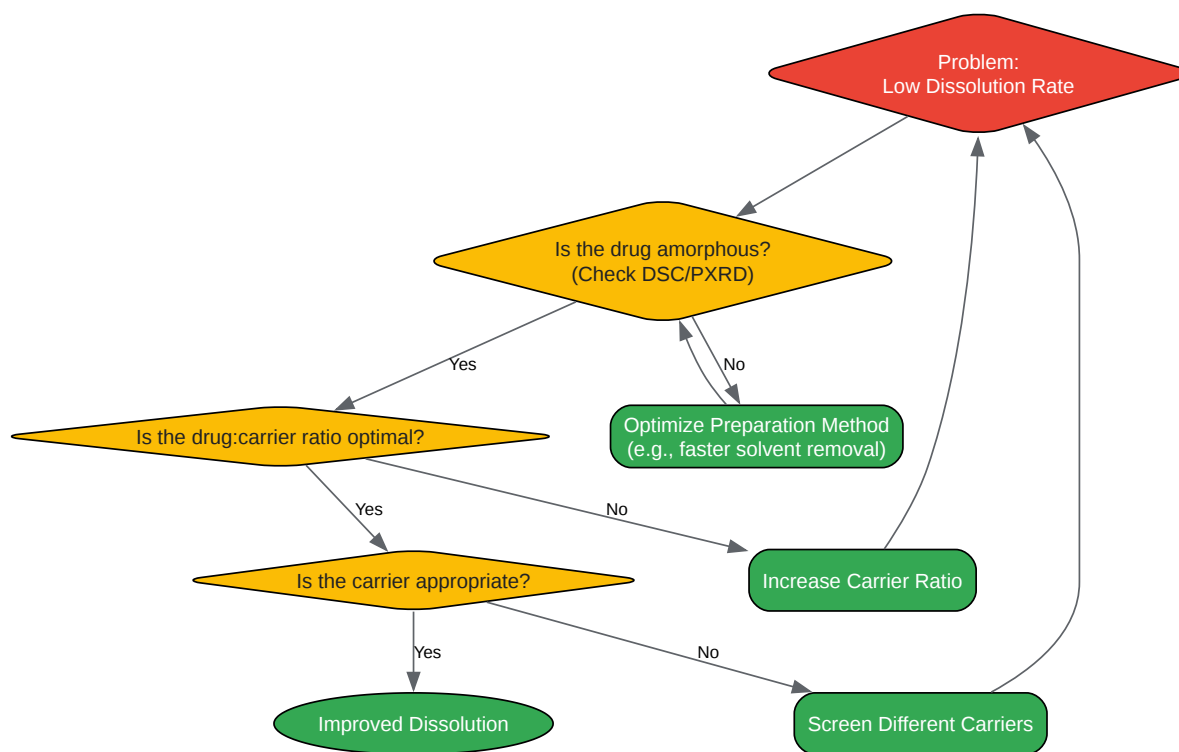 Problem:
Low Dissolution Rate
Is the drug amorphous?
(Check DSC/PXRD)
Yes
No
Optimize Preparation Method
(e.g., faster solvent removal)
Is the drug:carrier ratio optimal?
Yes
No
Is the carrier appropriate?
Increase Carrier Ratio
Yes
No
Improved Dissolution
Screen Different Carriers